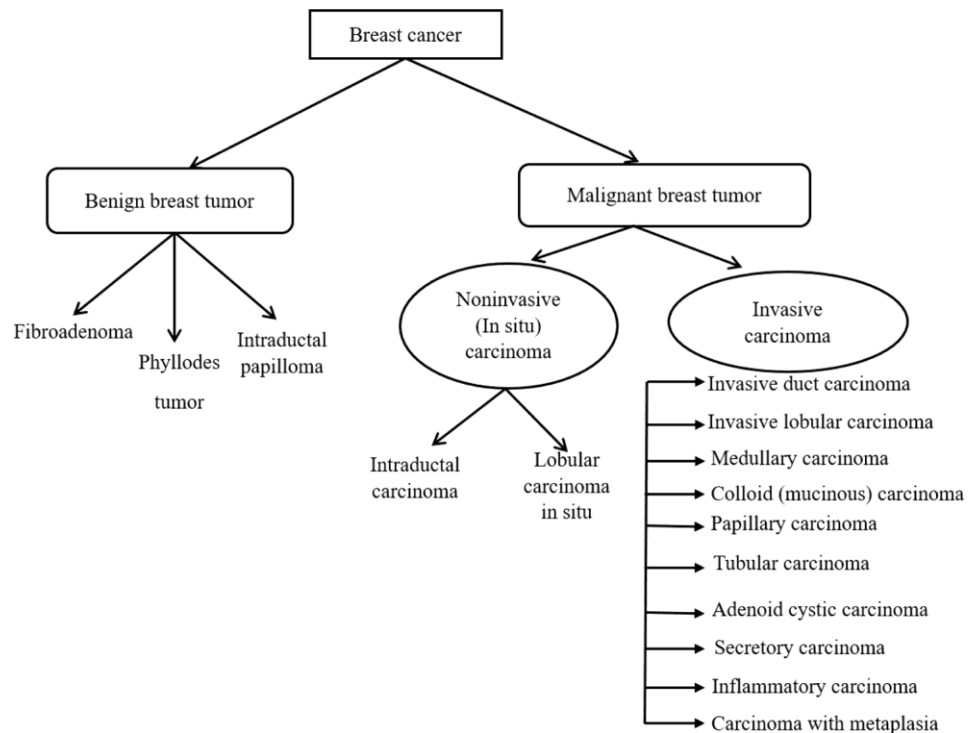 Breast cancer
Benign breast tumor
Malignant breast tumor
Fibroadenoma
Phyllodes
tumor
Intraductal
papilloma
Noninvasive
(In situ)
carcinoma
Invasive
carcinoma
Intraductal
carcinoma
Lobular
carcinoma
in situ
Invasive duct carcinoma
Invasive lobular carcinoma
Medullary carcinoma
Colloid (mucinous) carcinoma
Papillary carcinoma
Tubular carcinoma
Adenoid cystic carcinoma
Secretory carcinoma
Inflammatory carcinoma
Carcinoma with metaplasia